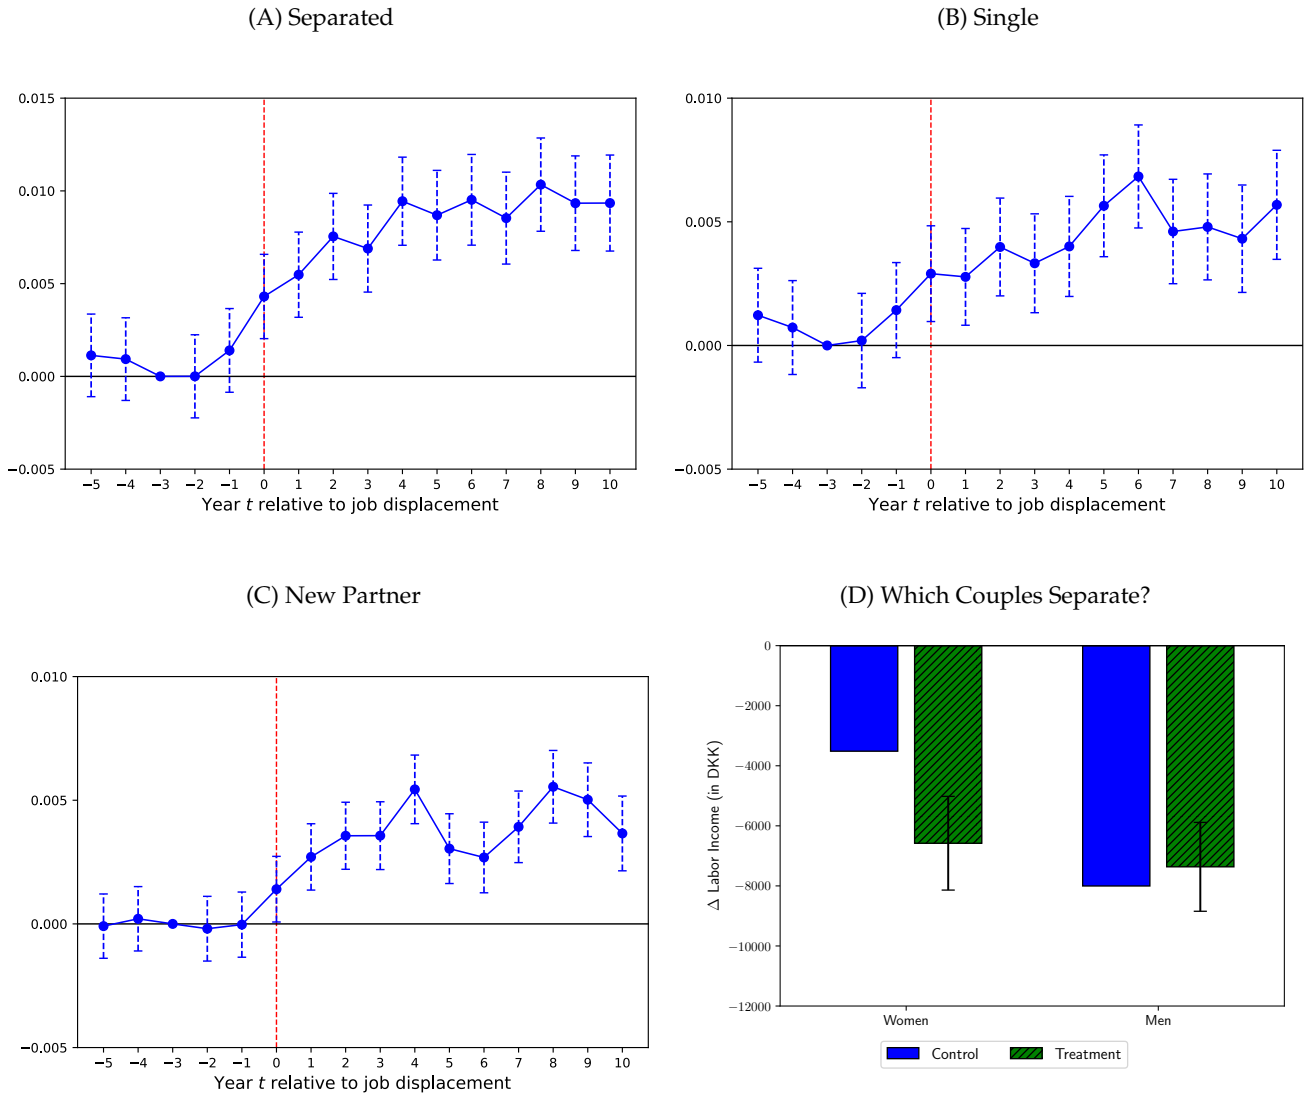 (A) Separated
0.015
0.010
0.005
0.000
−0.005
−5 −4 −3 −2 −1 0 1 2 3 4 5 6 7 8 9 10
Year t relative to job displacement
(B) Single
0.010
0.005
0.000
−0.005
−5 −4 −3 −2 −1 0 1 2 3 4 5 6 7 8 9 10
Year t relative to job displacement
(C) New Partner
0.010
0.005
0.000
−0.005
−5 −4 −3 −2 −1 0 1 2 3 4 5 6 7 8 9 10
Year t relative to job displacement
(D) Which Couples Separate?
0
−2000
−4000
−6000
−8000
−10000
−12000
Δ Labor Income (in DKK)
Women Men
Control Treatment